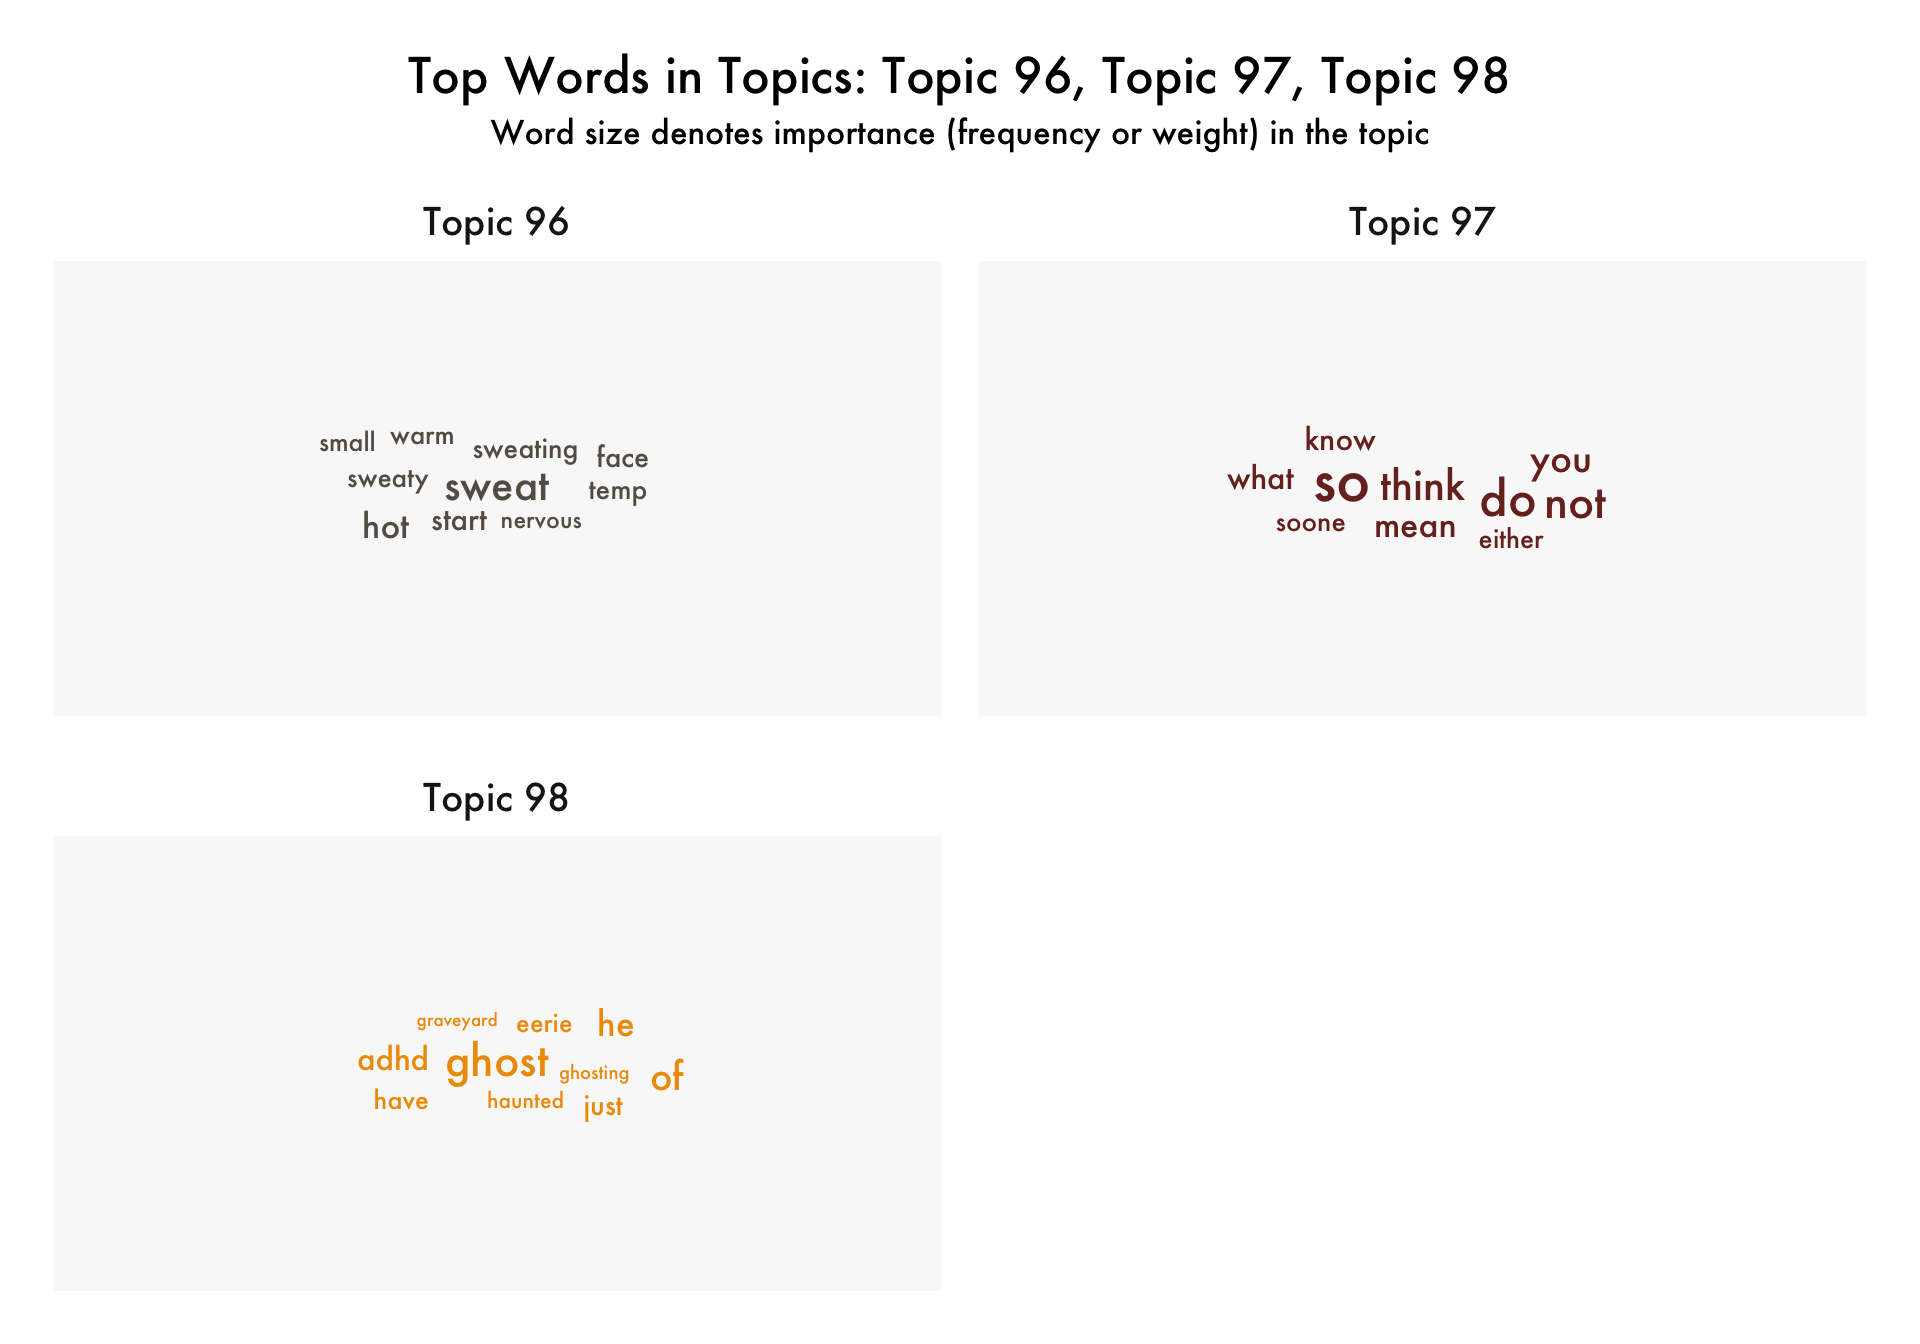 Top Words in Topics: Topic 96, Topic 97, Topic 98
Word size denotes importance (frequency or weight) in the topic
Topic 96
small warm sweating face
sweaty sweat temp
hot start nervous
Topic 97
know you
what so think do not
soone mean either
Topic 98
graveyard eerie he
adhd ghost ghosting of
have haunted just